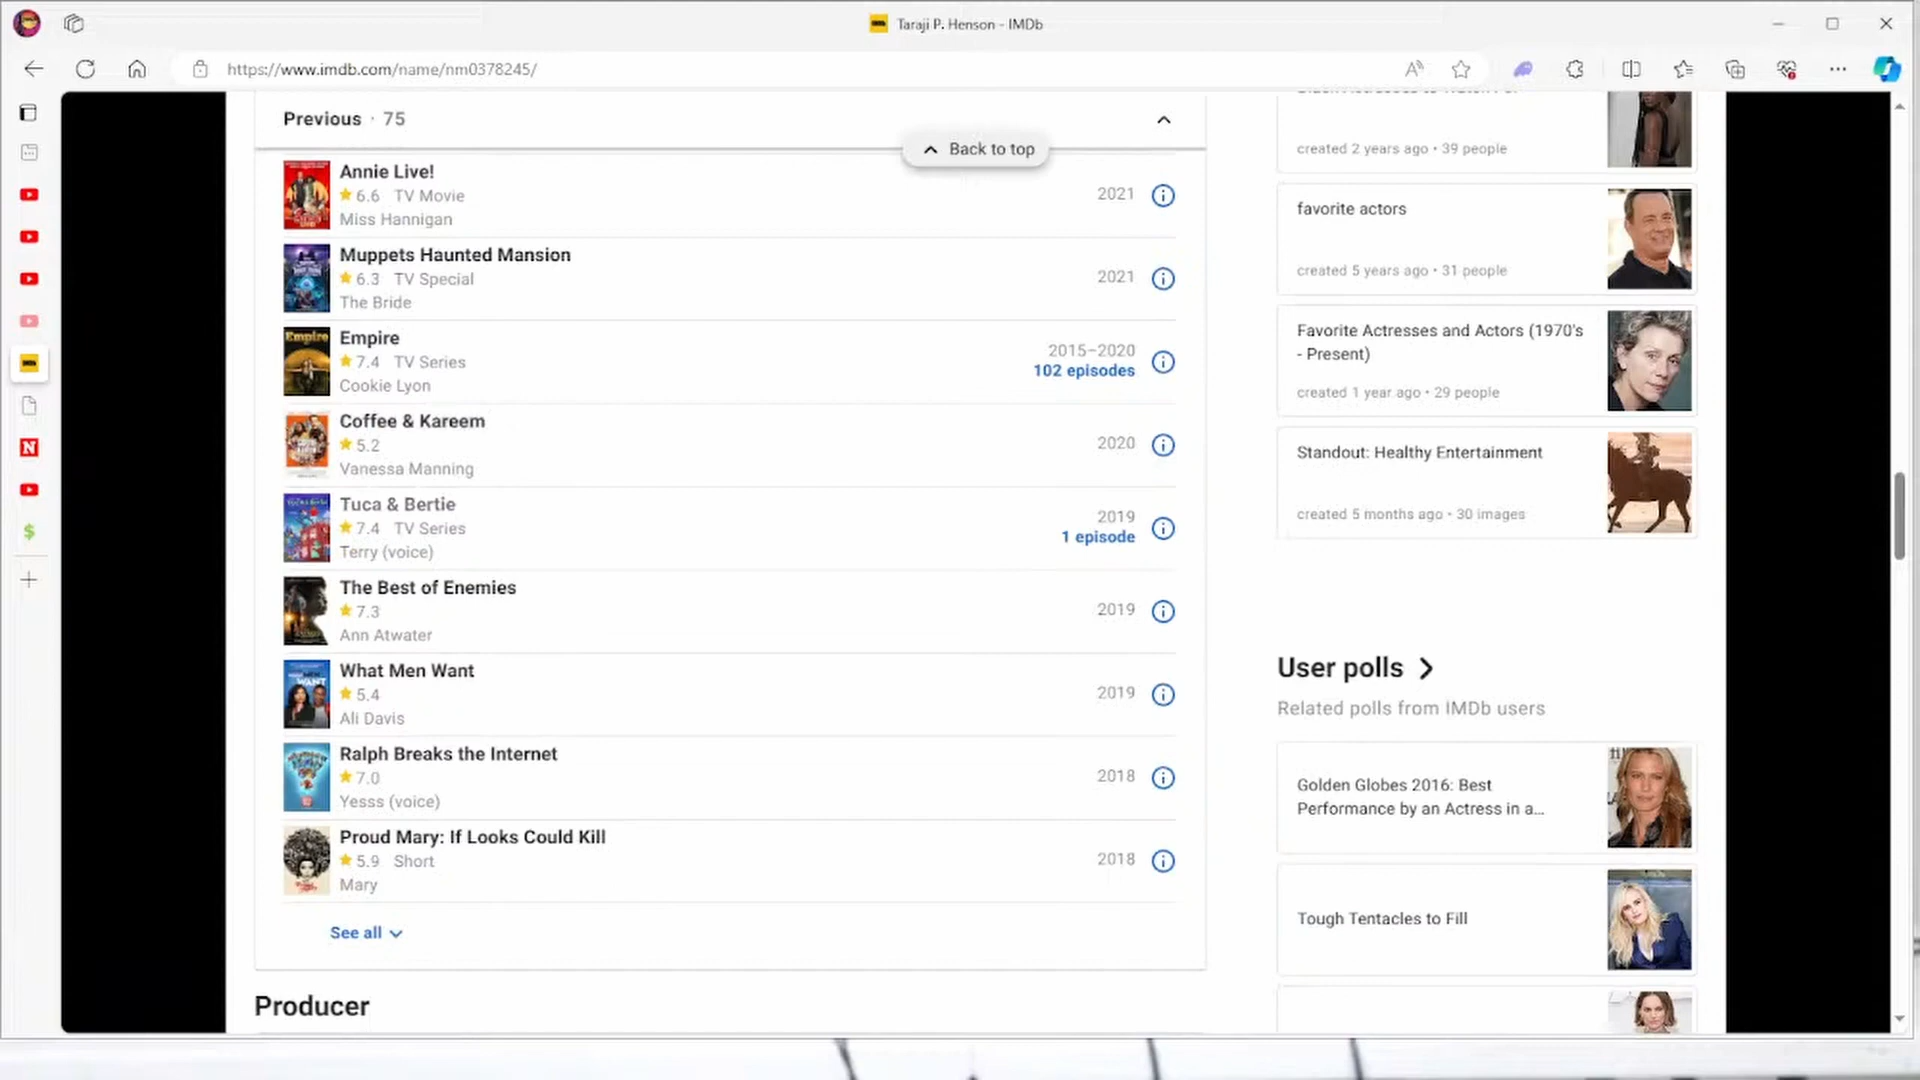 Taraji P. Henson - IMDb
https://www.imdb.com/name/nm0378245/
Previous · 75
Back to top
Annie Live!
6.6 TV Movie
Miss Hannigan
2021
Muppets Haunted Mansion
6.3 TV Special
The Bride
2021
Empire
Empire
7.4 TV Series
Cookie Lyon
2015–2020
102 episodes
Coffee & Kareem
5.2
Vanessa Manning
2020
Tuca & Bertie
7.4 TV Series
Terry (voice)
2019
1 episode
The Best of Enemies
7.3
Ann Atwater
2019
What Men Want
5.4
Ali Davis
2019
Ralph Breaks the Internet
7.0
Yesss (voice)
2018
Proud Mary: If Looks Could Kill
5.9 Short
Mary
2018
See all
Producer
created 2 years ago • 39 people
favorite actors
created 5 years ago • 31 people
Favorite Actresses and Actors (1970's
- Present)
created 1 year ago • 29 people
Standout: Healthy Entertainment
created 5 months ago • 30 images
User polls
Related polls from IMDb users
Golden Globes 2016: Best
Performance by an Actress in a...
Tough Tentacles to Fill